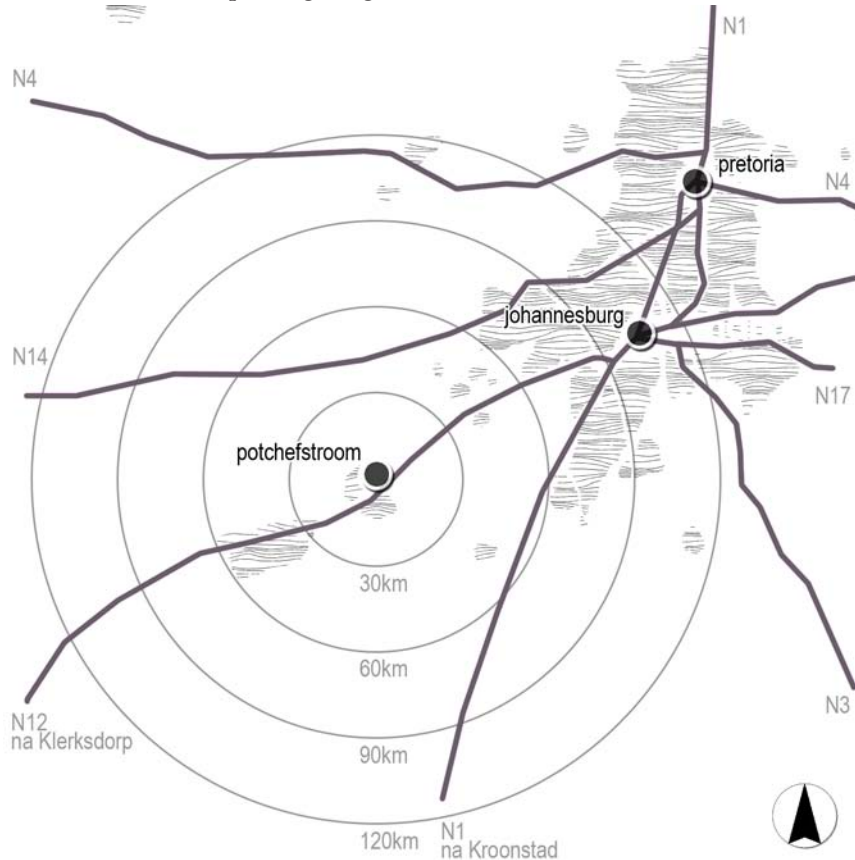 N1
N4
pretoria
N4
johannesburg
N14
N17
potchefstroom
30km
60km
N3
N12
na Klerksdorp
90km
N1
na Kroonstad
120km